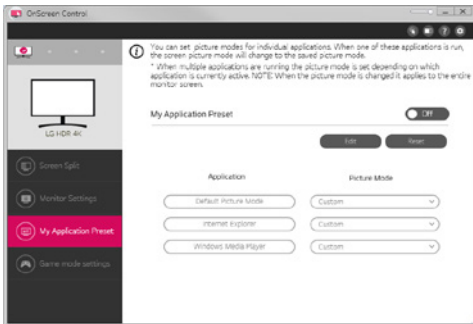 OnScreen Control
You can set picture modes for individual applications. When one of these applications is run,
the screen picture mode will change to the saved picture mode.
* When multiple applications are running the picture mode is set depending on which
application is currently active. NOTE: When the picture mode is changed it applies to the entire
monitor screen.
LG HDR 4K
My Application Preset
Off
Edit
Reset
Screen Split
Monitor Settings
My Application Preset
Game mode settings
Application
Picture Mode
Default Picture Mode
Custom
Internet Explorer
Custom
Windows Media Player
Custom